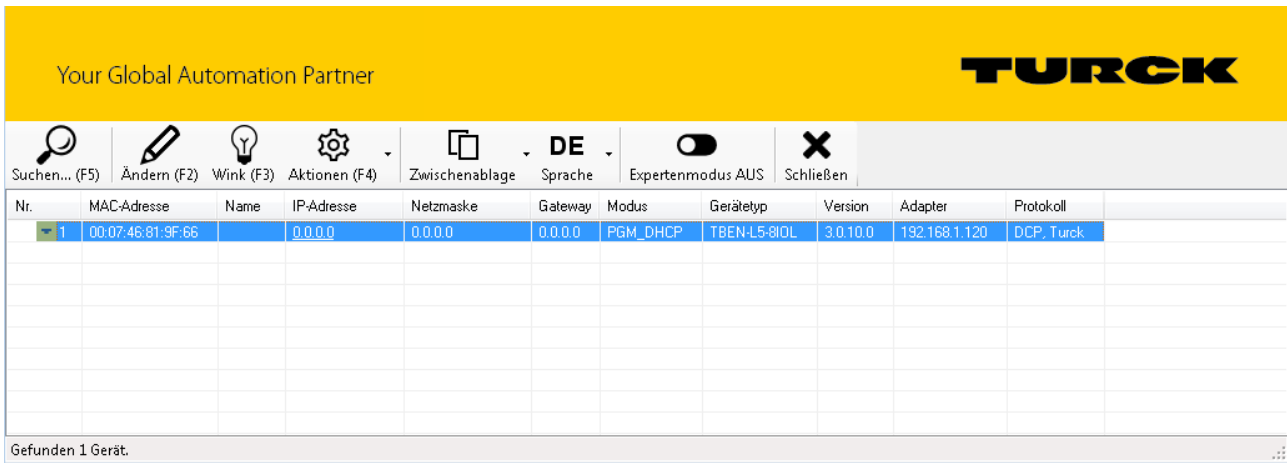 Your Global Automation Partner
TURCK
DE
Suchen... (F5) Ändern (F2) Wink (F3) Aktionen (F4) Zwischenablage Sprache Expertenmodus AUS Schließen
Nr. MAC-Adresse Name IP-Adresse Netzmaske Gateway Modus Gerätetyp Version Adapter Protokoll
1 00:07:46:81:9F:66 0.0.0.0 0.0.0.0 0.0.0.0 PGM_DHCP TBEN-L5-8IOL 3.0.10.0 192.168.1.120 DCP, Turck
Gefunden 1 Gerät.